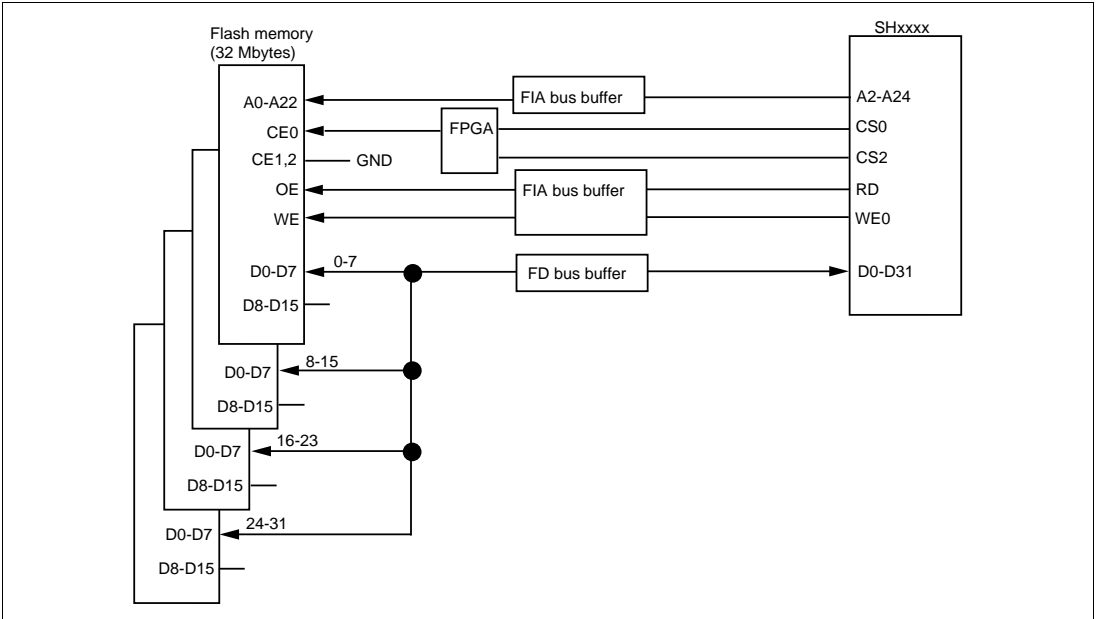 SHxxxx
Flash memory
(32 Mbytes)
A0-A22
FIA bus buffer
A2-A24
CE0
FPGA
CS0
CE1,2
GND
CS2
OE
FIA bus buffer
RD
WE
WE0
D0-D7
0-7
FD bus buffer
D0-D31
D8-D15
D0-D7
8-15
D8-D15
D0-D7
16-23
D8-D15
D0-D7
24-31
D8-D15